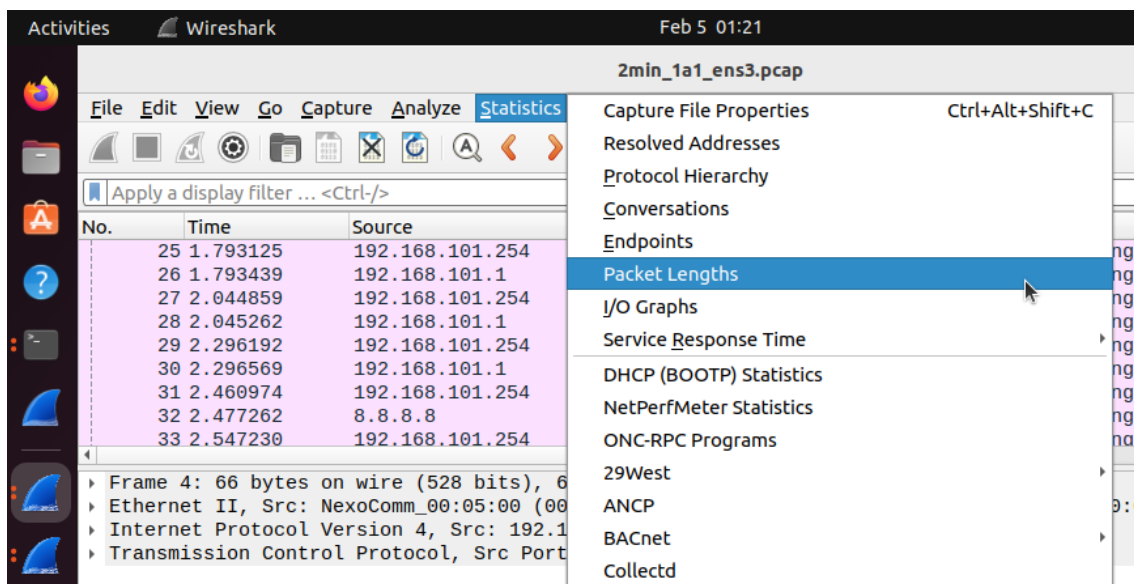 Activities Wireshark Feb 5 01:21
2min_1a1_ens3.pcap
File Edit View Go Capture Analyze Statistics
Apply a display filter ... <Ctrl-/>
No. Time Source
25 1.793125 192.168.101.254
26 1.793439 192.168.101.1
27 2.044859 192.168.101.254
28 2.045262 192.168.101.1
29 2.296192 192.168.101.254
30 2.296569 192.168.101.1
31 2.460974 192.168.101.254
32 2.477262 8.8.8.8
33 2.547230 192.168.101.254
Frame 4: 66 bytes on wire (528 bits), 6
Ethernet II, Src: NexoComm_00:05:00 (00
Internet Protocol Version 4, Src: 192.1
Transmission Control Protocol, Src Port
Capture File Properties Ctrl+Alt+Shift+C
Resolved Addresses
Protocol Hierarchy
Conversations
Endpoints
Packet Lengths
I/O Graphs
Service Response Time
DHCP (BOOTP) Statistics
NetPerfMeter Statistics
ONC-RPC Programs
29West
ANCP
BACnet
Collectd